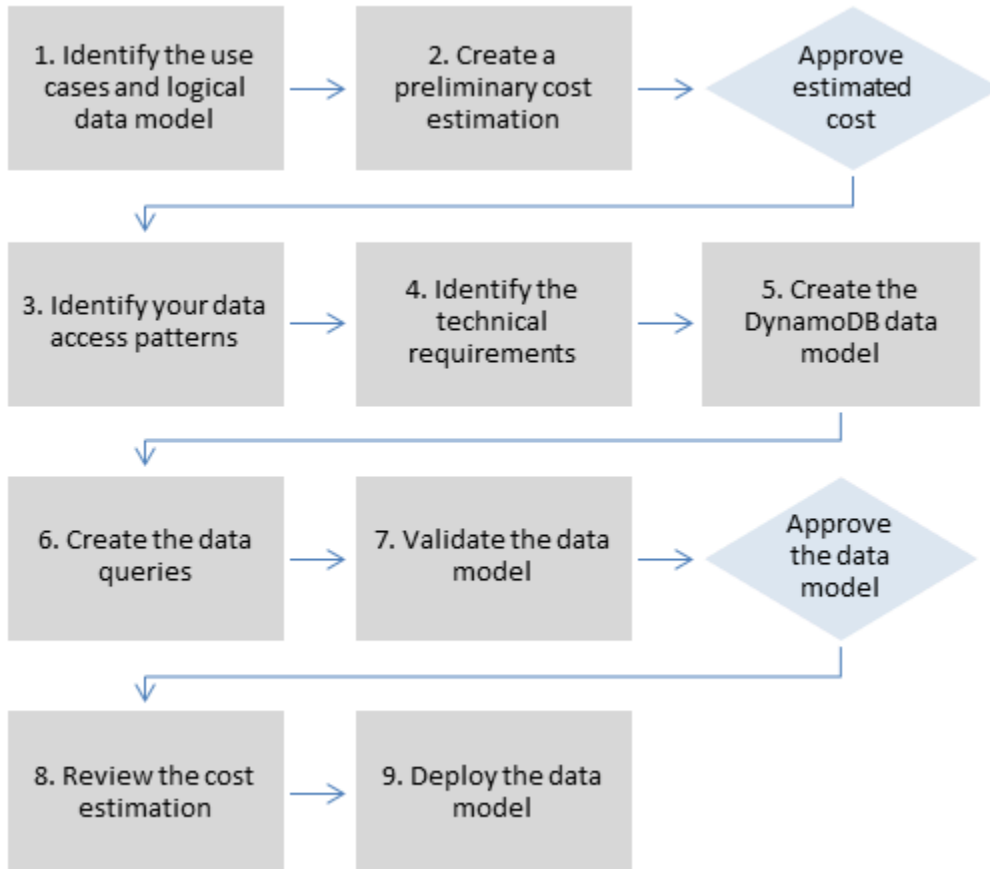 1. Identify the use
cases and logical
data model
2. Create a
preliminary cost
estimation
Approve
estimated
cost
3. Identify your data
access patterns
4. Identify the
technical
requirements
5. Create the
DynamoDB data
model
6. Create the data
queries
7. Validate the data
model
Approve
the data
model
8. Review the cost
estimation
9. Deploy the data
model